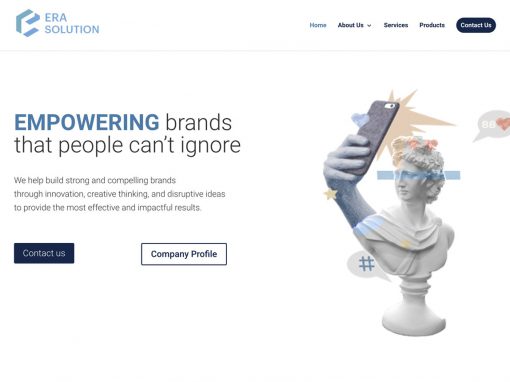 ERA
SOLUTION
Home
About Us
Services
Products
Contact Us
EMPOWERING brands
that people can't ignore
We help build strong and compelling brands
through innovation, creative thinking, and disruptive ideas
to provide the most effective and impactful results.
Contact us
Company Profile
88
#